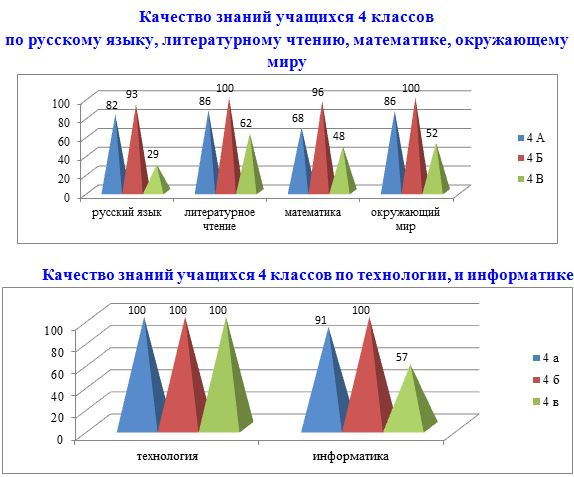 Качество знаний учащихся 4 классов
по русскому языку, литературному чтению, математике, окружающему
миру
100
80
60
40
20
0
82
93
29
86
100
62
68
96
48
86
100
52
русский язык
литературное
чтение
математика
окружающий
мир
4 А
4 Б
4 В
Качество знаний учащихся 4 классов по технологии, и информатике
100
80
60
40
20
0
100
100
100
91
100
57
технология
информатика
4 а
4 б
4 в